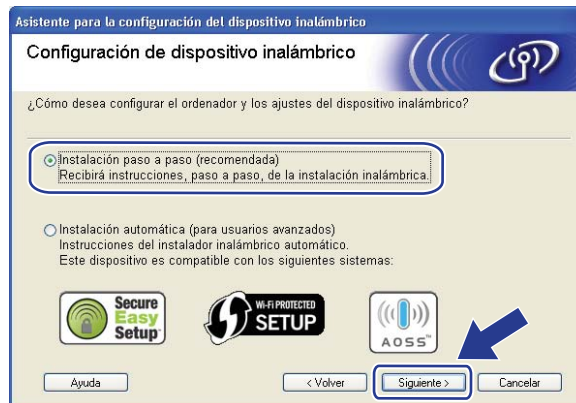 Asistente para la configuración del dispositivo inalámbrico
Configuración de dispositivo inalámbrico
¿Cómo desea configurar el ordenador y los ajustes del dispositivo inalámbrico?
Instalación paso a paso (recomendada)
Recibirá instrucciones, paso a paso, de la instalación inalámbrica.
Instalación automática (para usuarios avanzados)
Instrucciones del instalador inalámbrico automático.
Este dispositivo es compatible con los siguientes sistemas:
Secure
Easy
Setup
WI-FI PROTECTED
SETUP
AOSS™
Ayuda
< Volver
Siguiente >
Cancelar